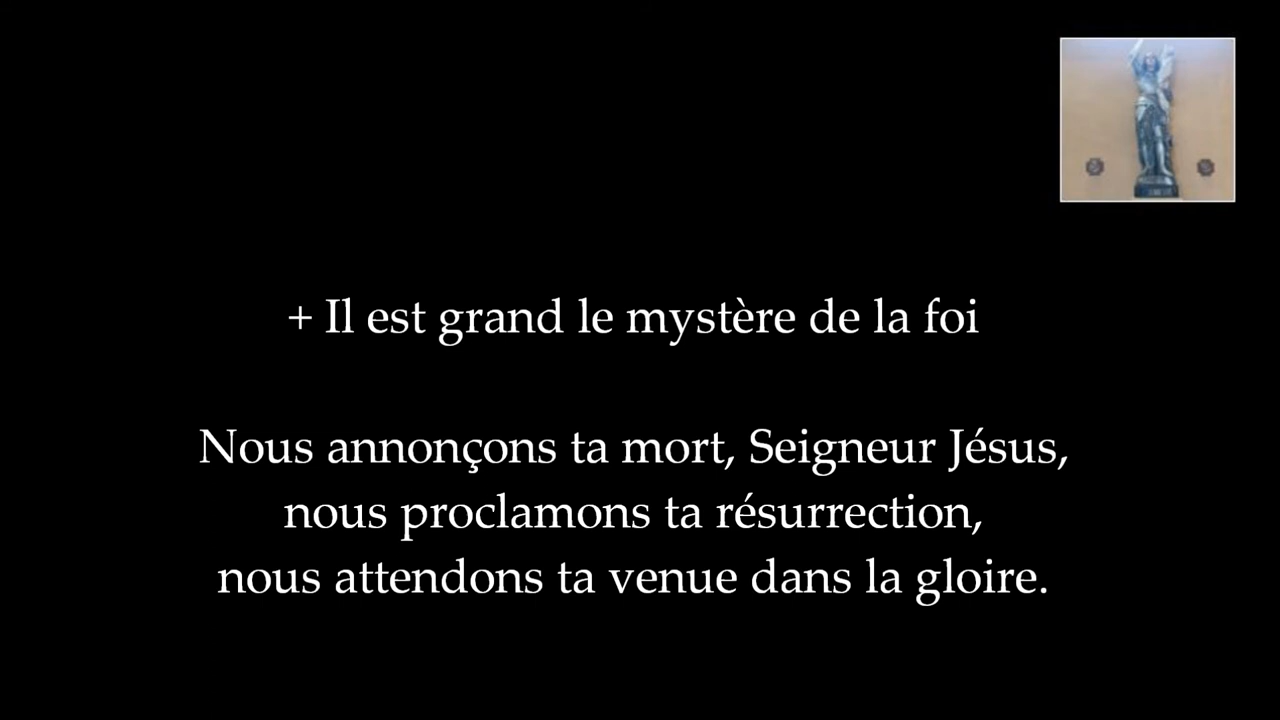 + Il est grand le mystère de la foi
Nous annonçons ta mort, Seigneur Jésus,
nous proclamons ta résurrection,
nous attendons ta venue dans la gloire.